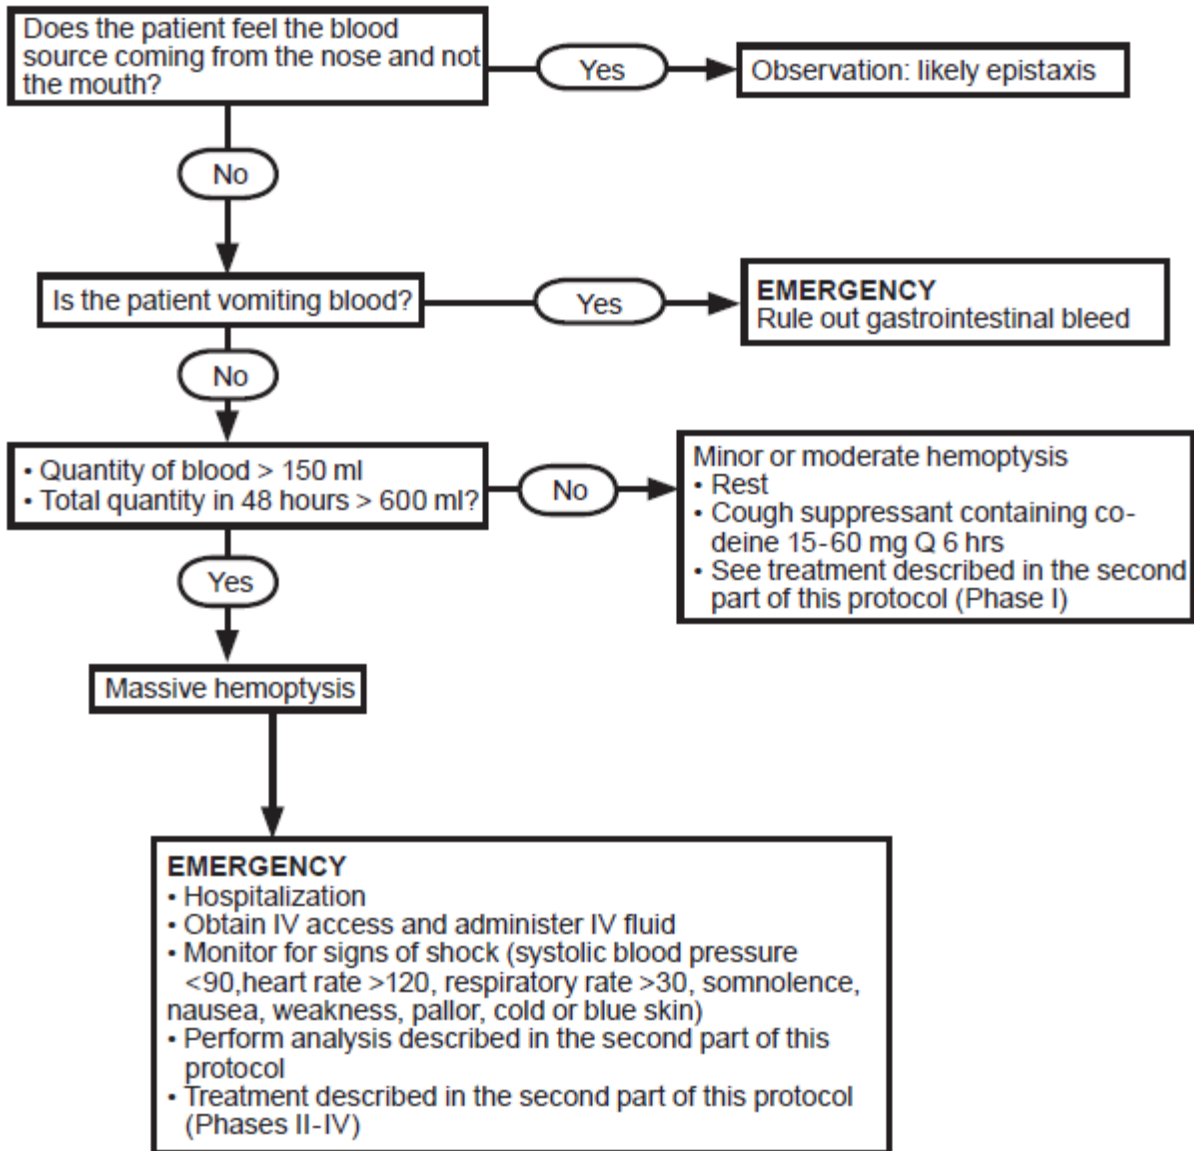 Does the patient feel the blood
source coming from the nose and not
the mouth?
Yes
Observation: likely epistaxis
No
Is the patient vomiting blood?
Yes
EMERGENCY
Rule out gastrointestinal bleed
No
• Quantity of blood > 150 ml
• Total quantity in 48 hours > 600 ml?
No
Minor or moderate hemoptysis
• Rest
• Cough suppressant containing co-
deine 15-60 mg Q 6 hrs
• See treatment described in the second
part of this protocol (Phase I)
Yes
Massive hemoptysis
EMERGENCY
• Hospitalization
• Obtain IV access and administer IV fluid
• Monitor for signs of shock (systolic blood pressure
<90,heart rate >120, respiratory rate >30, somnolence,
nausea, weakness, pallor, cold or blue skin)
• Perform analysis described in the second part of this
protocol
• Treatment described in the second part of this protocol
(Phases II-IV)